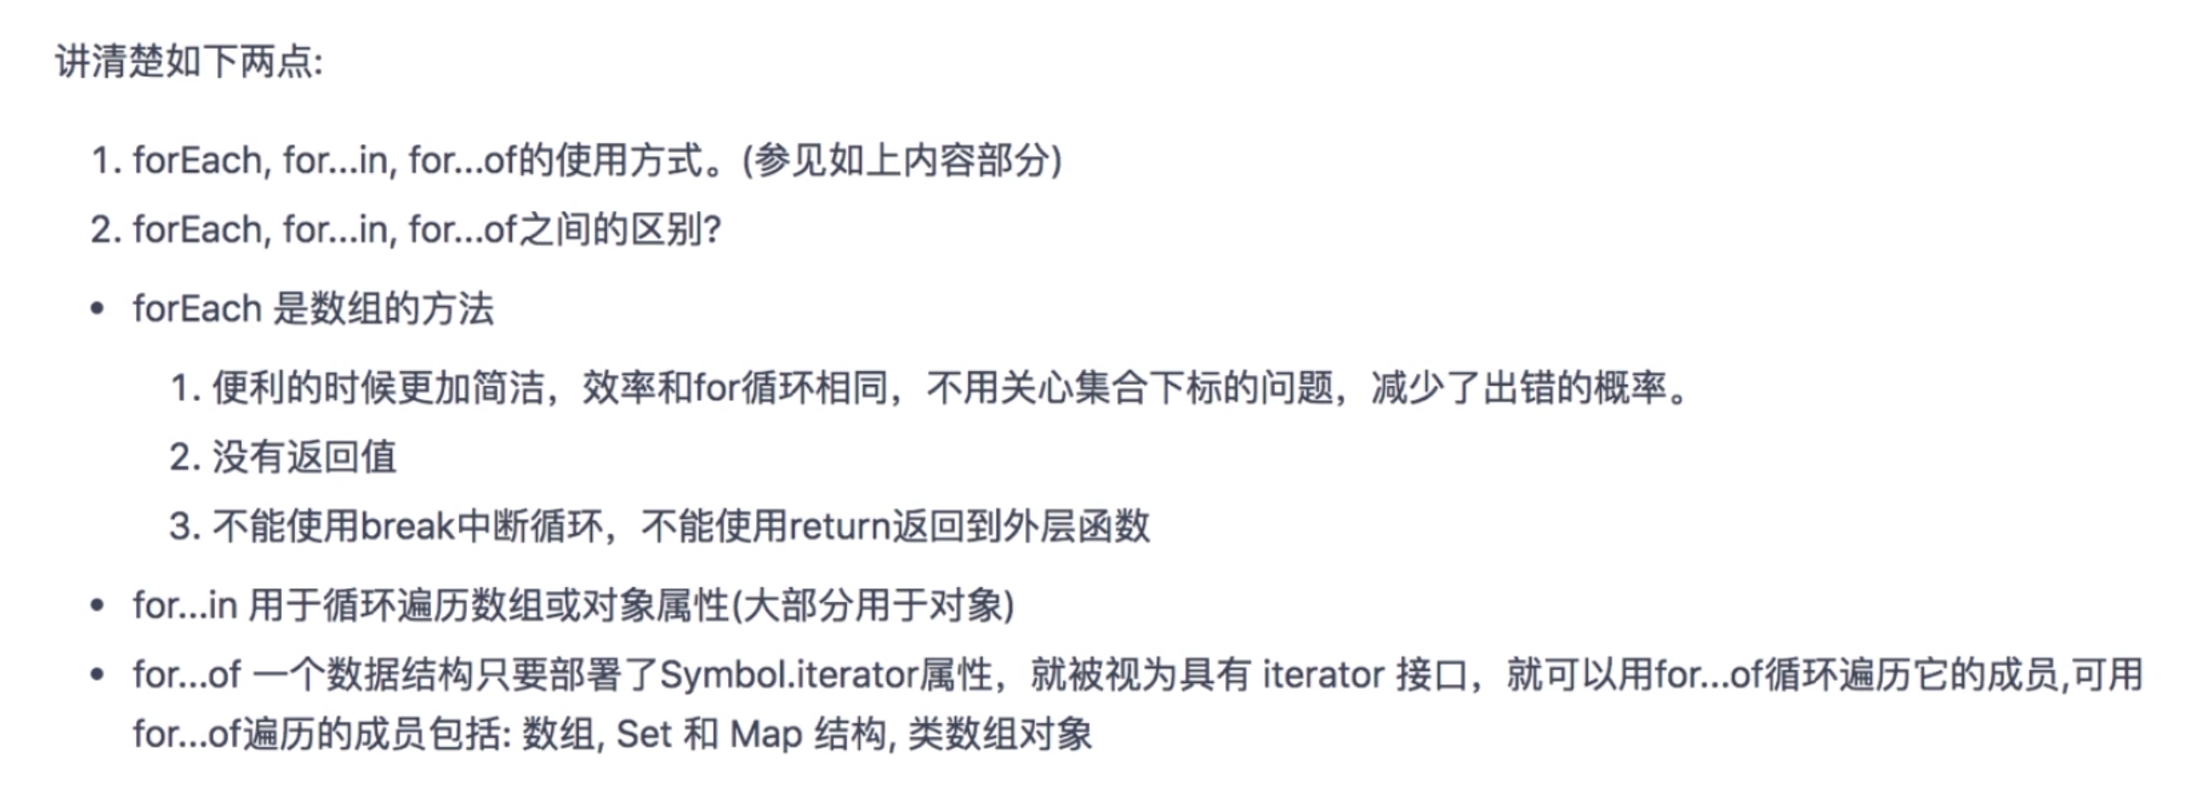 讲清楚如下两点:
1. forEach, for...in, for...of的使用方式。(参见如上内容部分)
2. forEach, for...in, for...of之间的区别?
• forEach 是数组的方法
1. 便利的时候更加简洁，效率和for循环相同，不用关心集合下标的问题，减少了出错的概率。
2. 没有返回值
3. 不能使用break中断循环，不能使用return返回到外层函数
• for...in 用于循环遍历数组或对象属性(大部分用于对象)
• for...of 一个数据结构只要部署了Symbol.iterator属性，就被视为具有 iterator 接口，就可以用for...of循环遍历它的成员,可用
for...of遍历的成员包括: 数组, Set 和 Map 结构, 类数组对象